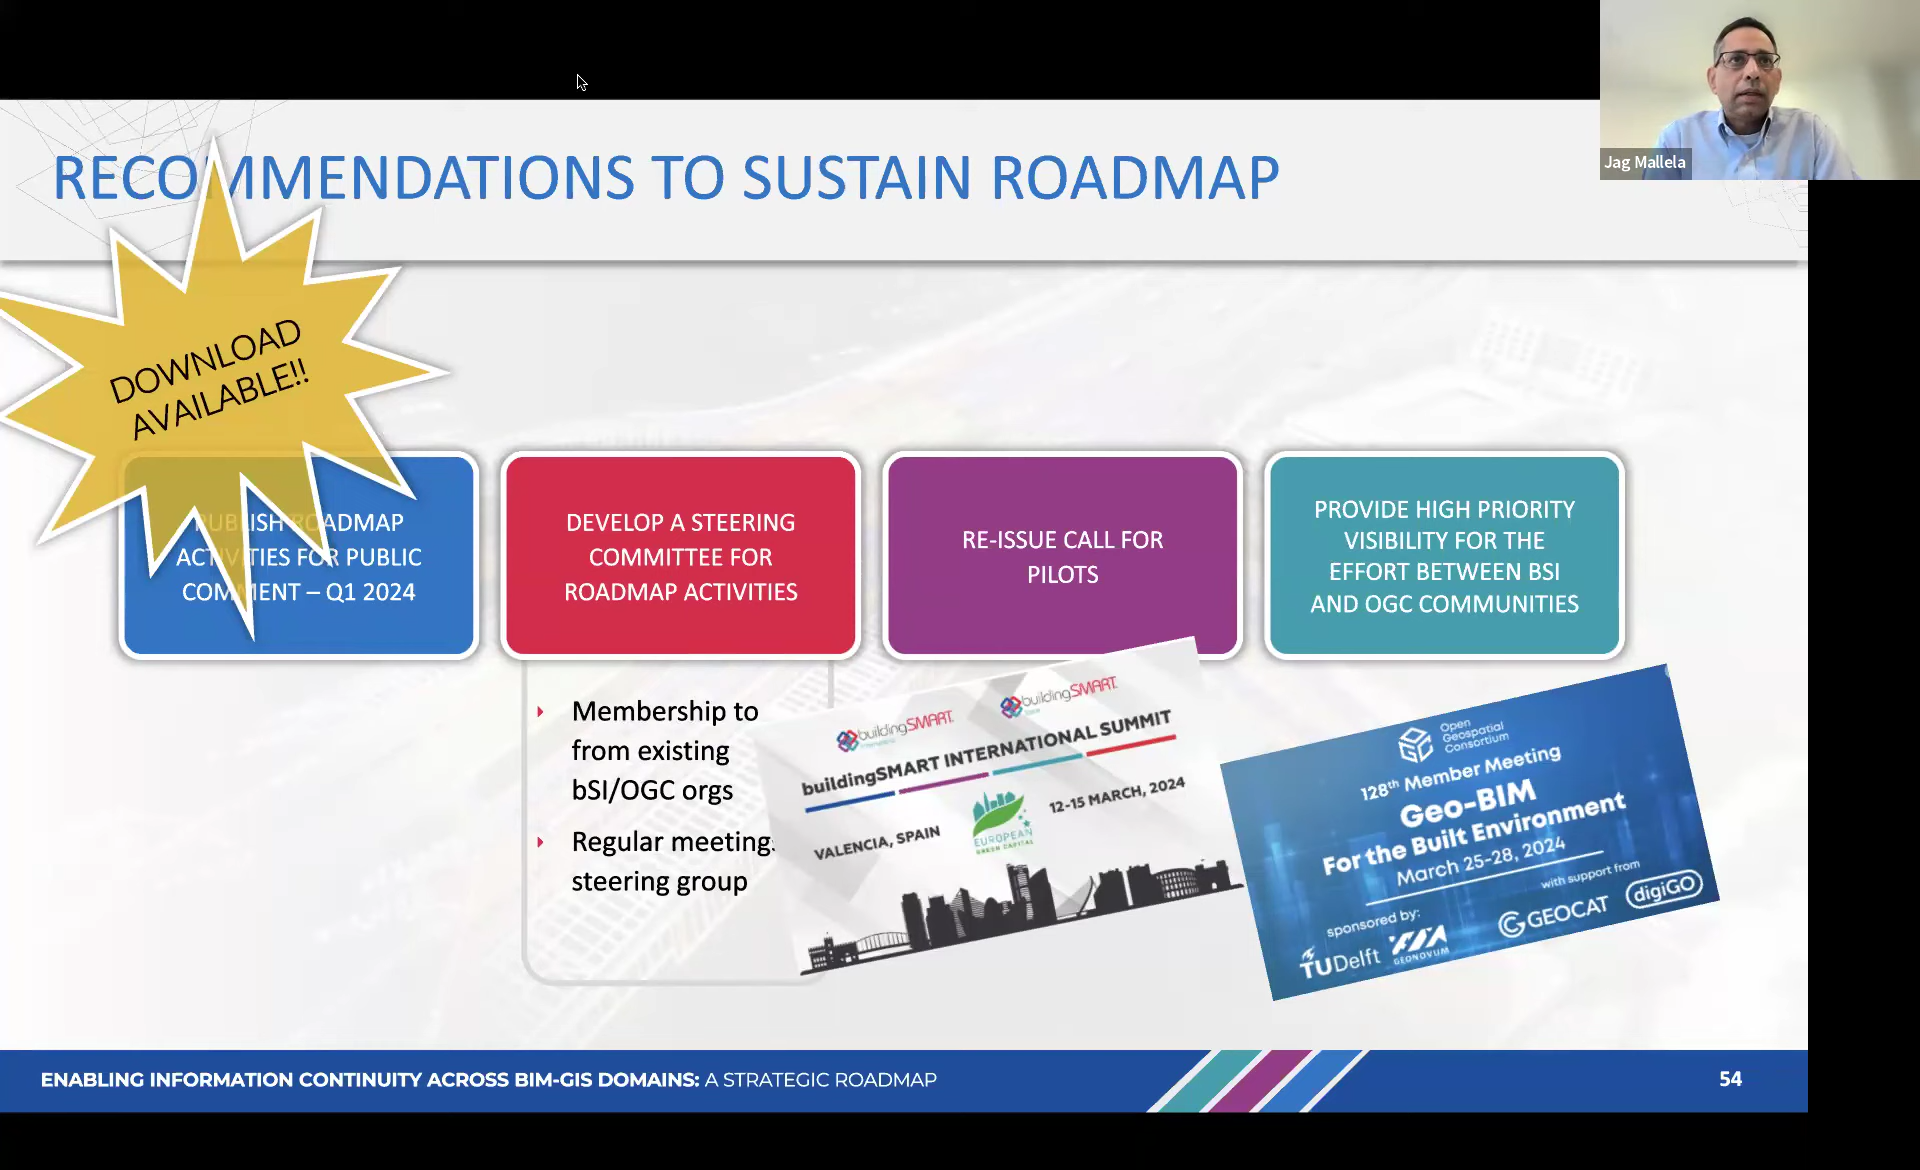 Jag Mallela
RECOMMENDATIONS TO SUSTAIN ROADMAP
DOWNLOAD
AVAILABLE!!
PUBLISH ROADMAP
ACTIVITIES FOR PUBLIC
COMMENT – Q1 2024
DEVELOP A STEERING
COMMITTEE FOR
ROADMAP ACTIVITIES
RE-ISSUE CALL FOR
PILOTS
PROVIDE HIGH PRIORITY
VISIBILITY FOR THE
EFFORT BETWEEN BSI
AND OGC COMMUNITIES
Membership to
from existing
bSI/OGC orgs
Regular meetings
steering group
buildingSMART
International
buildingSMART
Spain
buildingSMART INTERNATIONAL SUMMIT
VALENCIA, SPAIN
EUROPEAN
GREEN CAPITAL
12-15 MARCH, 2024
Open
Geospatial
Consortium
128th Member Meeting
Geo-BIM
For the Built Environment
March 25-28, 2024
sponsored by:
with support from
TUDelft
GEONOVUM
GEOCAT
digiGO
ENABLING INFORMATION CONTINUITY ACROSS BIM-GIS DOMAINS: A STRATEGIC ROADMAP
54